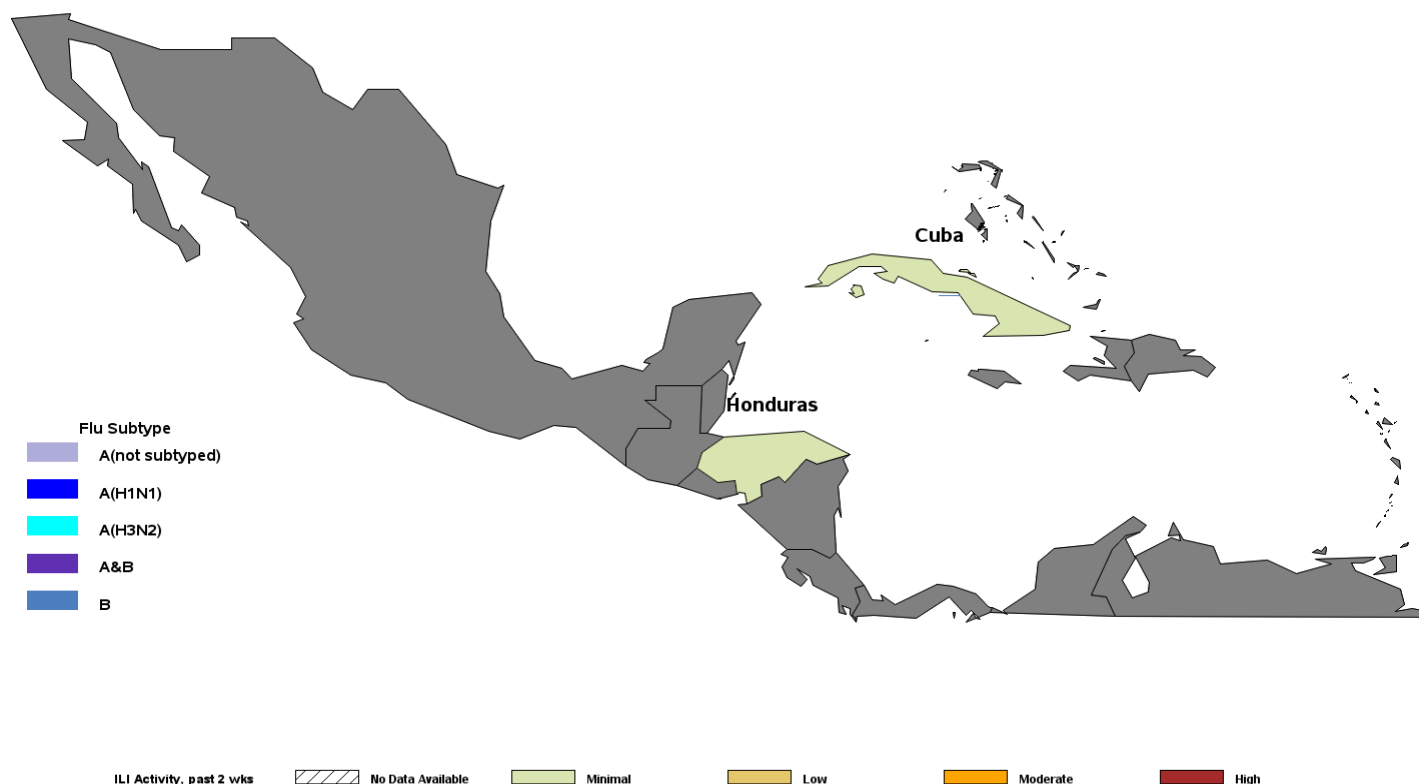 Cuba
Honduras
Flu Subtype
A(not subtyped)
A(H1N1)
A(H3N2)
A&B
B
ILI Activity, past 2 wks No Data Available Minimal Low Moderate High